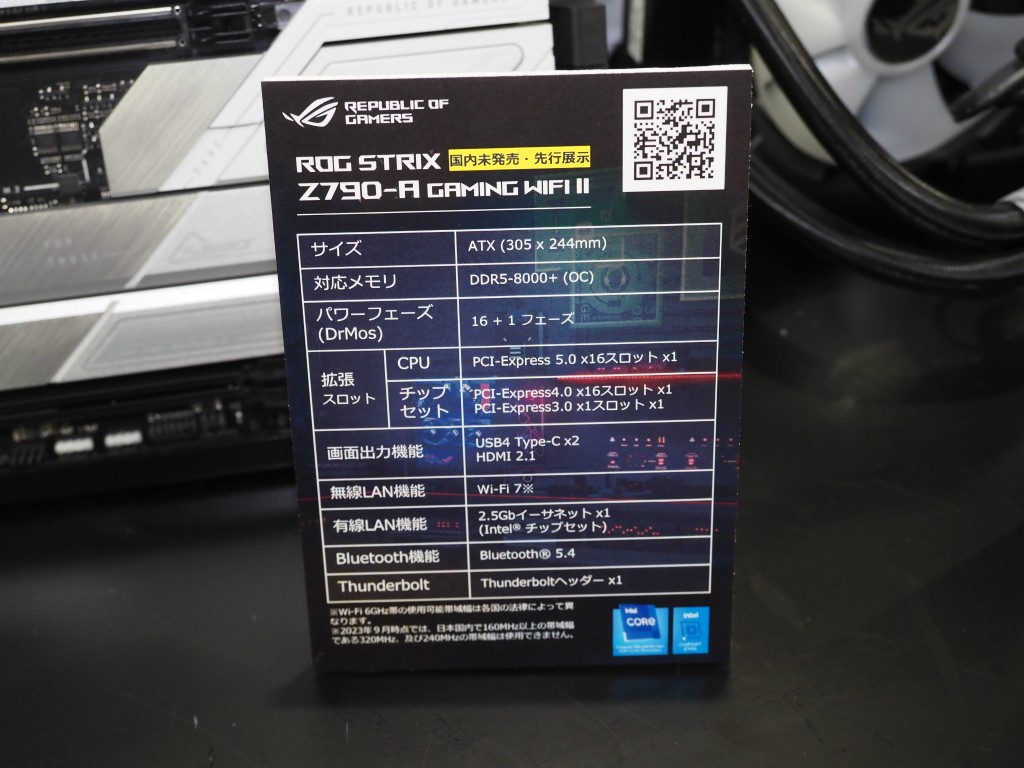 REPUBLIC OF GAMERS
REPUBLIC OF
GAMERS
ROG STRIX 国内未発売・先行展示
Z790-A GAMING WIFI II
サイズ ATX (305 x 244mm)
対応メモリ DDR5-8000+ (OC)
パワーフェーズ
(DrMos) 16 + 1 フェーズ
拡張
スロット
CPU PCI-Express 5.0 x16スロット x1
チップ
セット
PCI-Express4.0 x16スロット x1
PCI-Express3.0 x1スロット x1
画面出力機能
USB4 Type-C x2
HDMI 2.1
無線LAN機能 Wi-Fi 7※
有線LAN機能
2.5Gbイーサネット x1
(Intel® チップセット)
Bluetooth機能 Bluetooth® 5.4
Thunderbolt Thunderboltヘッダー x1
※Wi-Fi 6GHz帯の使用可能帯域幅は各国の法律によって異
なります。
※2023年9月時点では、日本国内で160MHz以上の帯域幅
である320MHz、及び240MHzの帯域幅は使用できません。
intel
CORE
intel